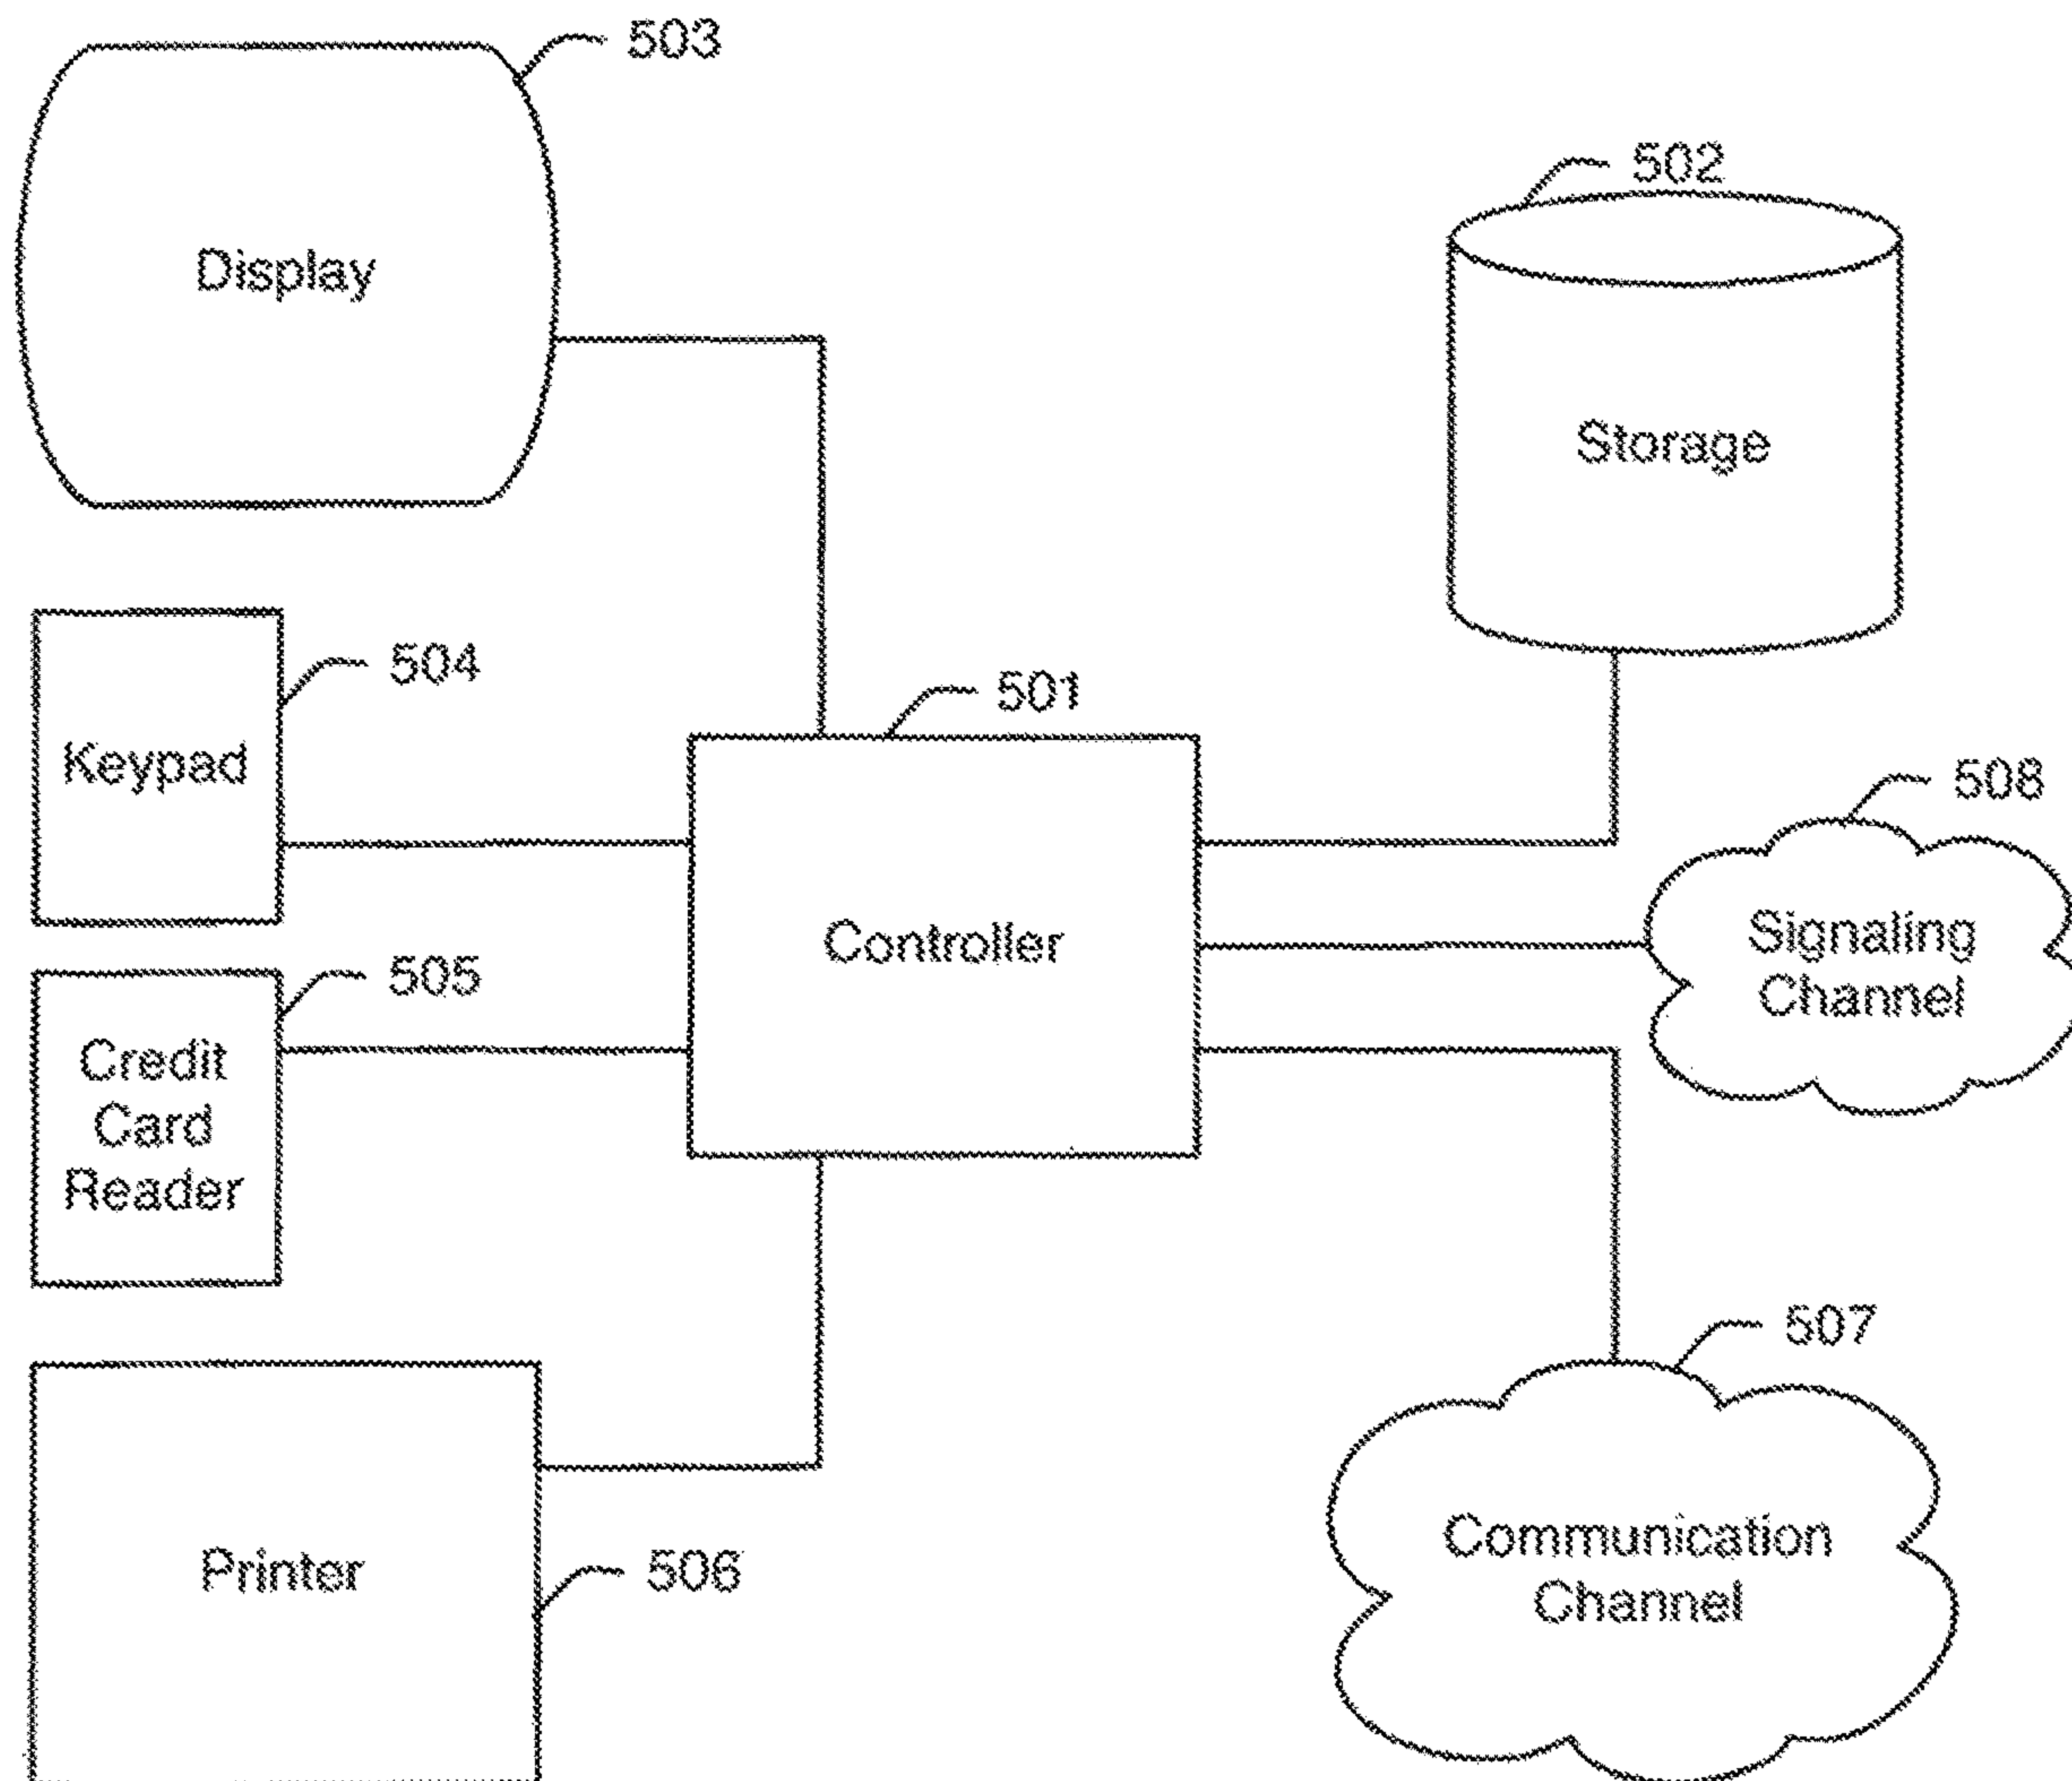 503
Display
502
Storage
504
Keypad
501
Controller
508
Signaling
Channel
505
Credit
Card
Reader
507
Communication
Channel
Printer
506